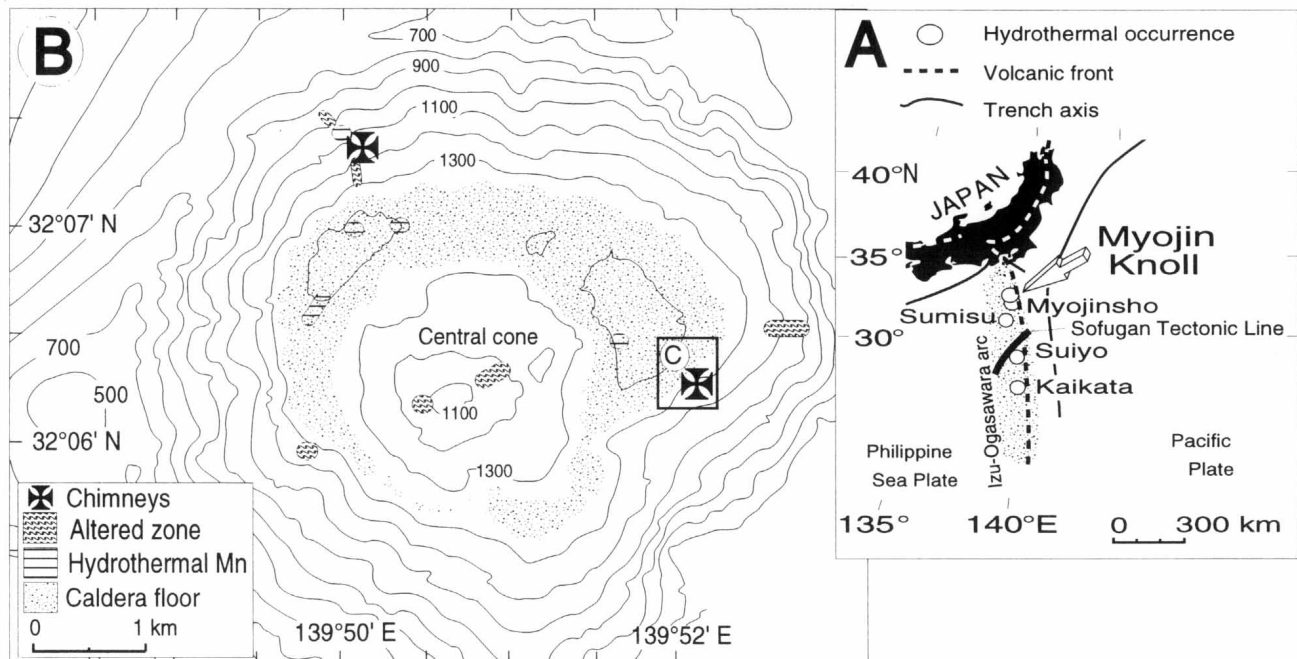 B
700
900
1100
1300
32°07' N
700
500
32°06' N
Central cone
1100
1300
C
Chimneys
Altered zone
Hydrothermal Mn
Caldera floor
0 1 km
139°50' E
139°52' E
A
Hydrothermal occurrence
Volcanic front
Trench axis
40°N
JAPAN
35°
Myojin
Knoll
Myojinsho
Sumisu
Sofugan Tectonic Line
30°
Suiyo
Kaikata
Izu-Ogasawara arc
Philippine
Sea Plate
Pacific
Plate
135° 140°E
0 300 km